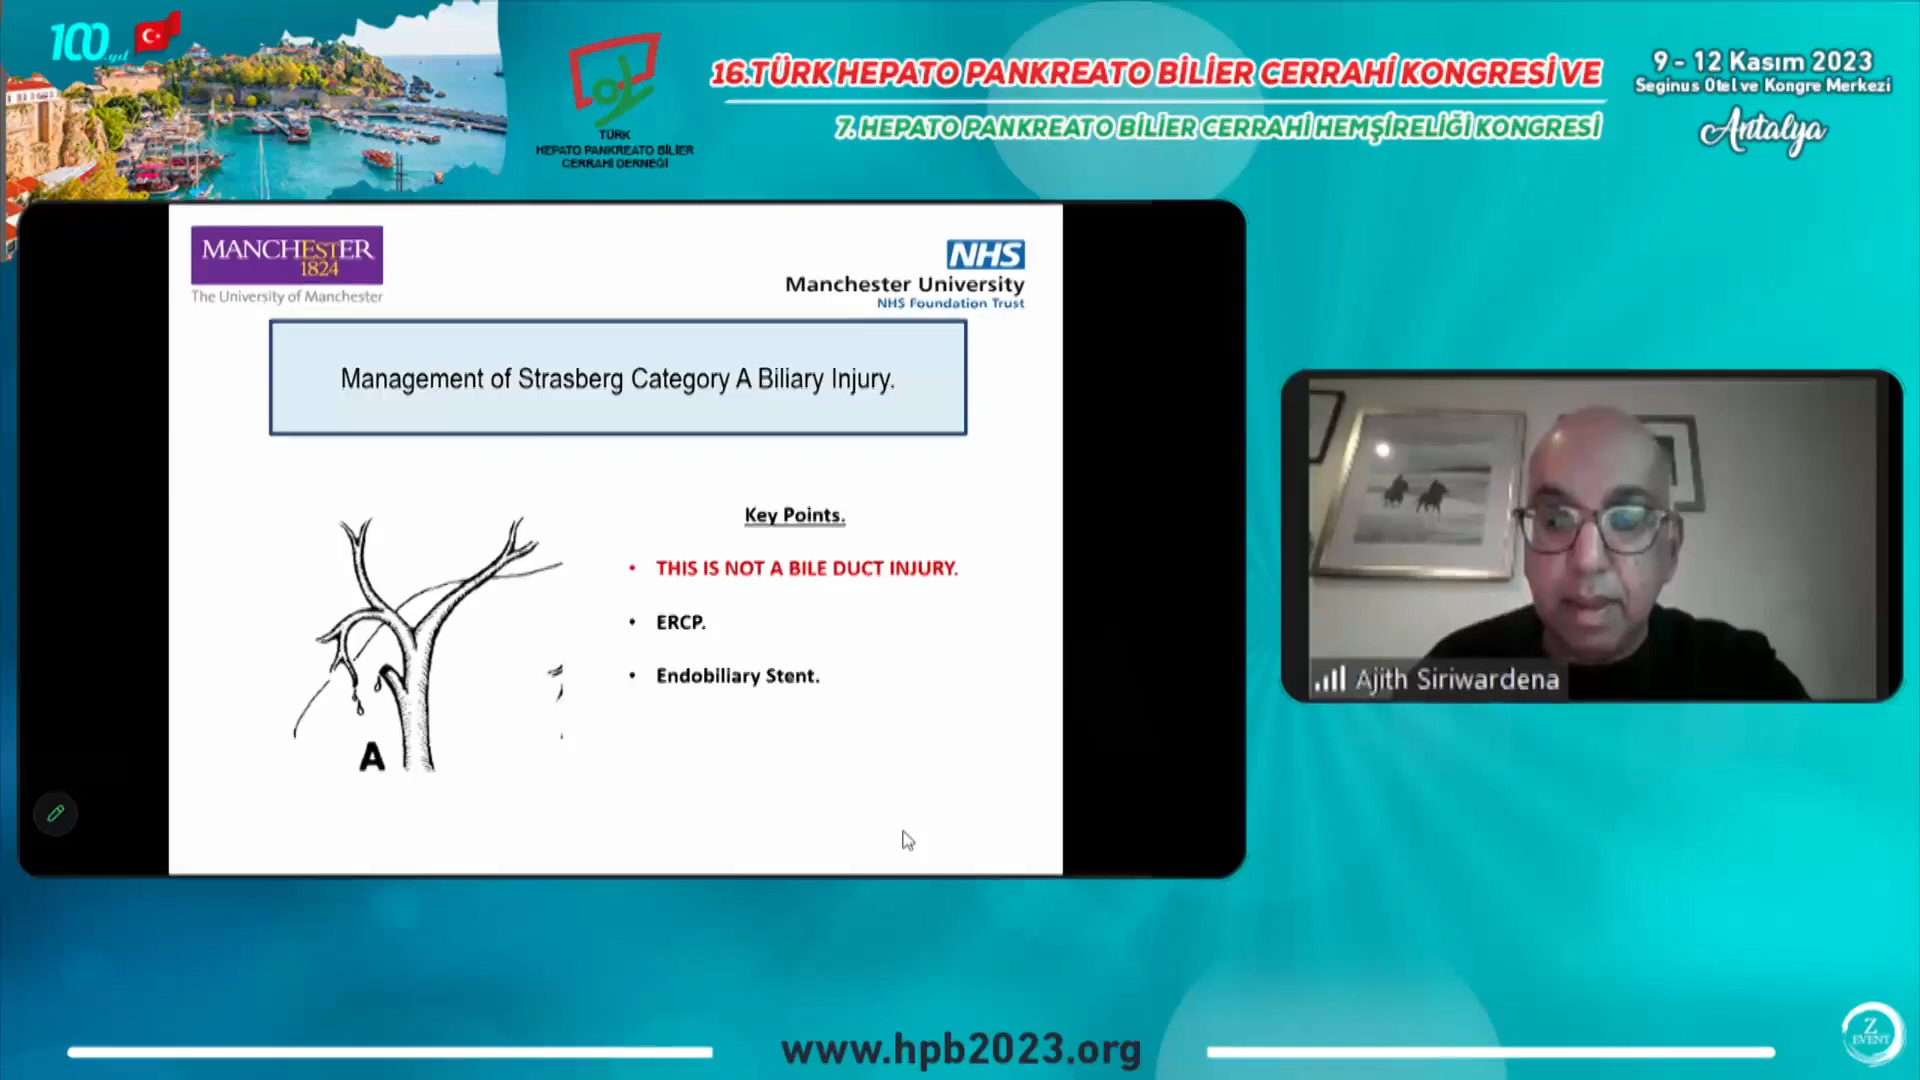 100.yıl
TÜRK
HEPATO PANKREATO BİLİER
CERRAHİ DERNEĞİ
16.TÜRK HEPATO PANKREATO BİLİER CERRAHİ KONGRESİ VE
7. HEPATO PANKREATO BİLİER CERRAHİ HEMŞİRELİĞİ KONGRESİ
9 - 12 Kasım 2023
Seginus Otel ve Kongre Merkezi
Antalya
MANCHESTER
1824
The University of Manchester
NHS
Manchester University
NHS Foundation Trust
Management of Strasberg Category A Biliary Injury.
Key Points.
• THIS IS NOT A BILE DUCT INJURY.
• ERCP.
• Endobiliary Stent.
A
Ajith Siriwardena
www.hpb2023.org
Z
EVENT